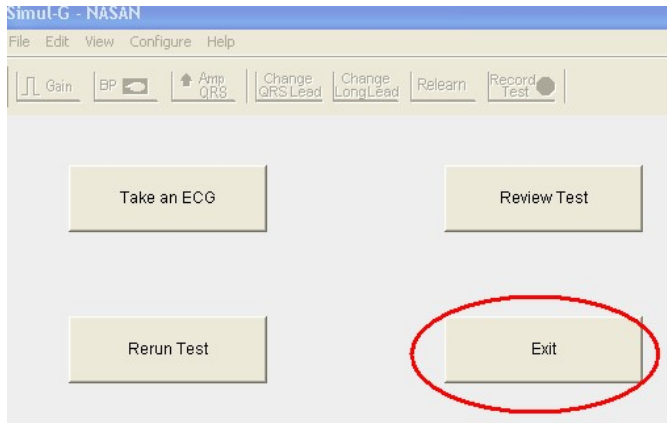 Simul-G - NASAN
File Edit View Configure Help
Gain BP Amp QRS Change QRS Lead Change LongLead Relearn Record Test
Take an ECG Review Test
Rerun Test Exit